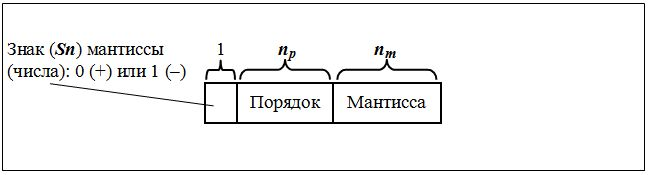 Знак (Sn) мантиссы 1 np nm
(числа): 0 (+) или 1 (–)
Порядок Мантисса